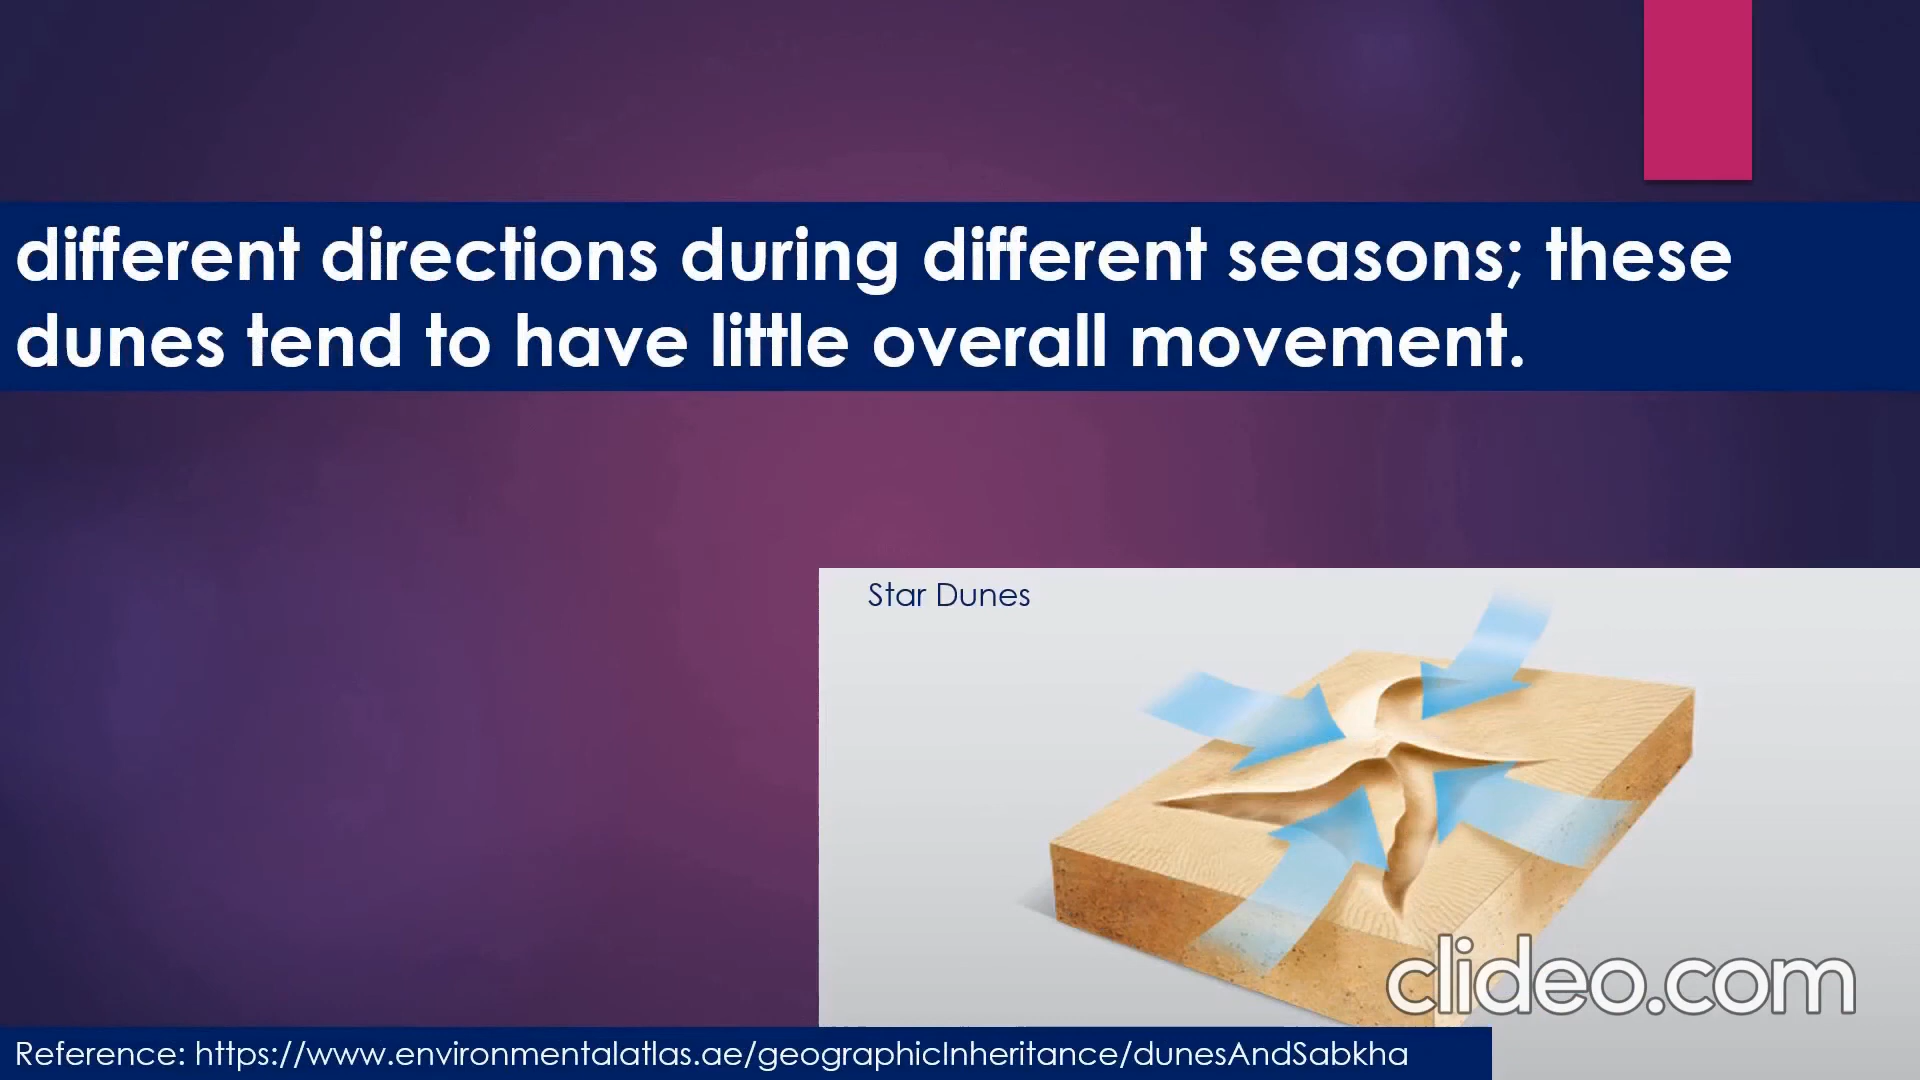 different directions during different seasons; these
dunes tend to have little overall movement.
Star Dunes
clideo.com
Reference: https://www.environmentalatlas.ae/geographicInheritance/dunesAndSabkha